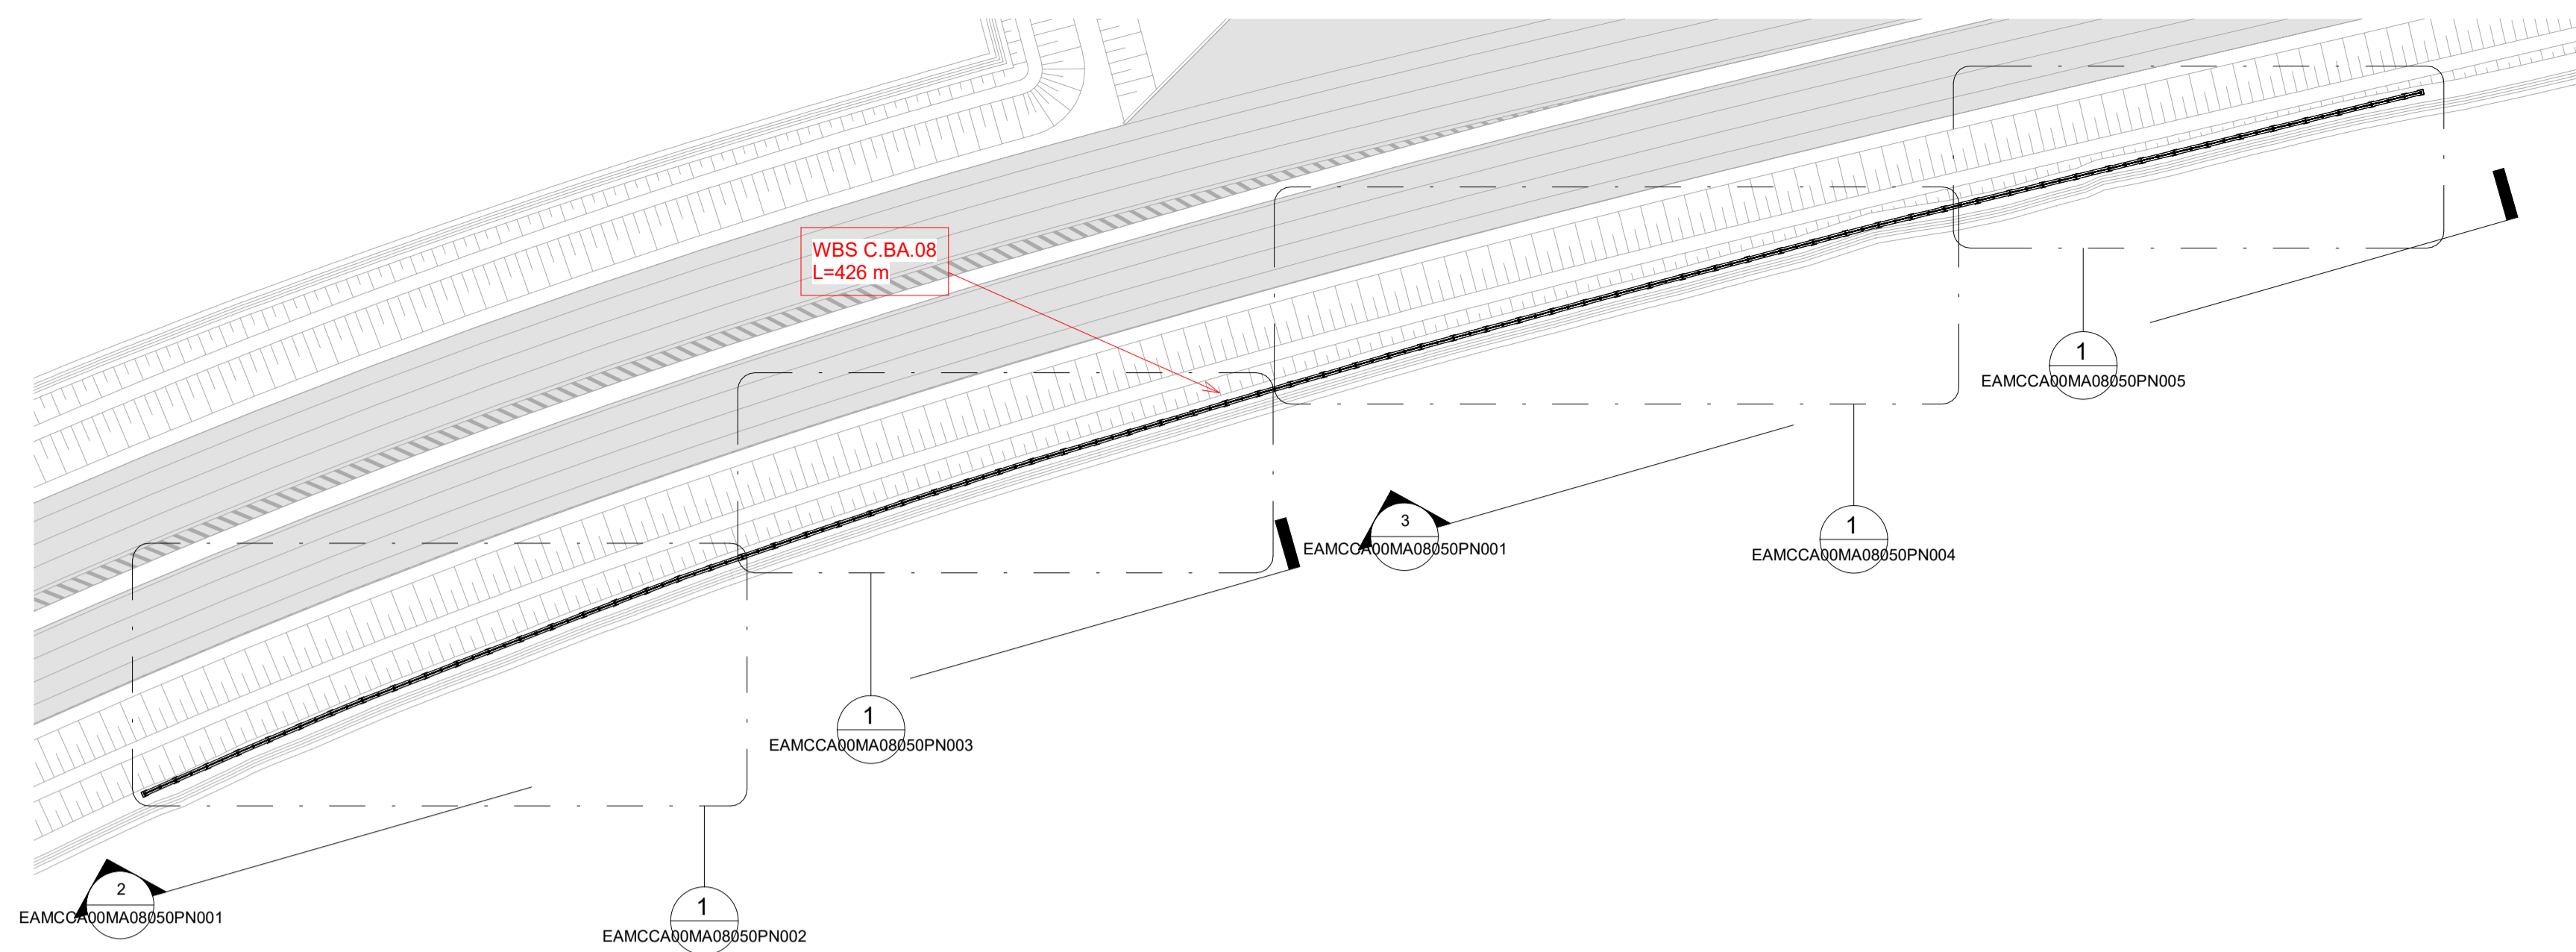 WBS C.BA.08
L=426 m
1
EAMCCA00MA08050PN005
3
EAMCCA00MA08050PN001
1
EAMCCA00MA08050PN004
1
EAMCCA00MA08050PN003
2
EAMCCA00MA08050PN001
1
EAMCCA00MA08050PN002